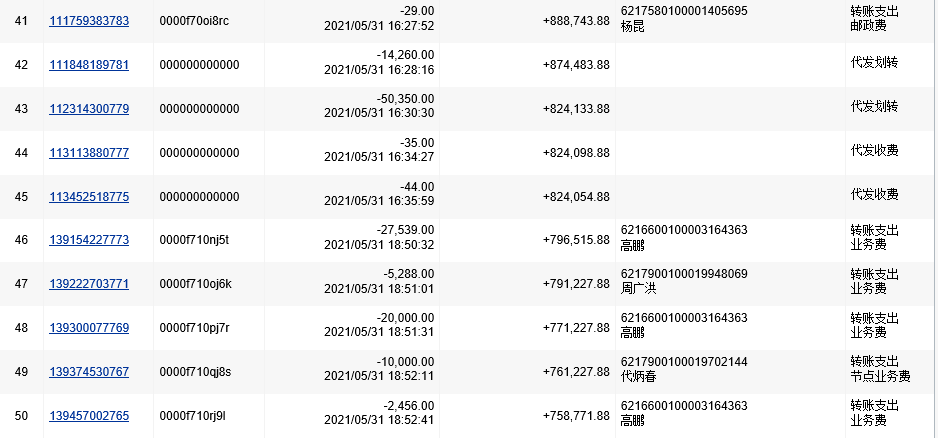 41 111759383783 0000f70oi8rc -29.00 2021/05/31 16:27:52 +888,743.88 6217580100001405695 杨昆 转账支出 邮政费
42 111848189781 000000000000 -14,260.00 2021/05/31 16:28:16 +874,483.88 代发划转
43 112314300779 000000000000 -50,350.00 2021/05/31 16:30:30 +824,133.88 代发划转
44 113113880777 000000000000 -35.00 2021/05/31 16:34:27 +824,098.88 代发收费
45 113452518775 000000000000 -44.00 2021/05/31 16:35:59 +824,054.88 代发收费
46 139154227773 0000f710nj5t -27,539.00 2021/05/31 18:50:32 +796,515.88 6216600100003164363 高鹏 转账支出 业务费
47 139222703771 0000f710oj6k -5,288.00 2021/05/31 18:51:01 +791,227.88 6217900100019948069 周广洪 转账支出 业务费
48 139300077769 0000f710pj7r -20,000.00 2021/05/31 18:51:31 +771,227.88 6216600100003164363 高鹏 转账支出 业务费
49 139374530767 0000f710qj8s -10,000.00 2021/05/31 18:52:11 +761,227.88 6217900100019702144 代炳春 转账支出 节点业务费
50 139457002765 0000f710rj9l -2,456.00 2021/05/31 18:52:41 +758,771.88 6216600100003164363 高鹏 转账支出 业务费